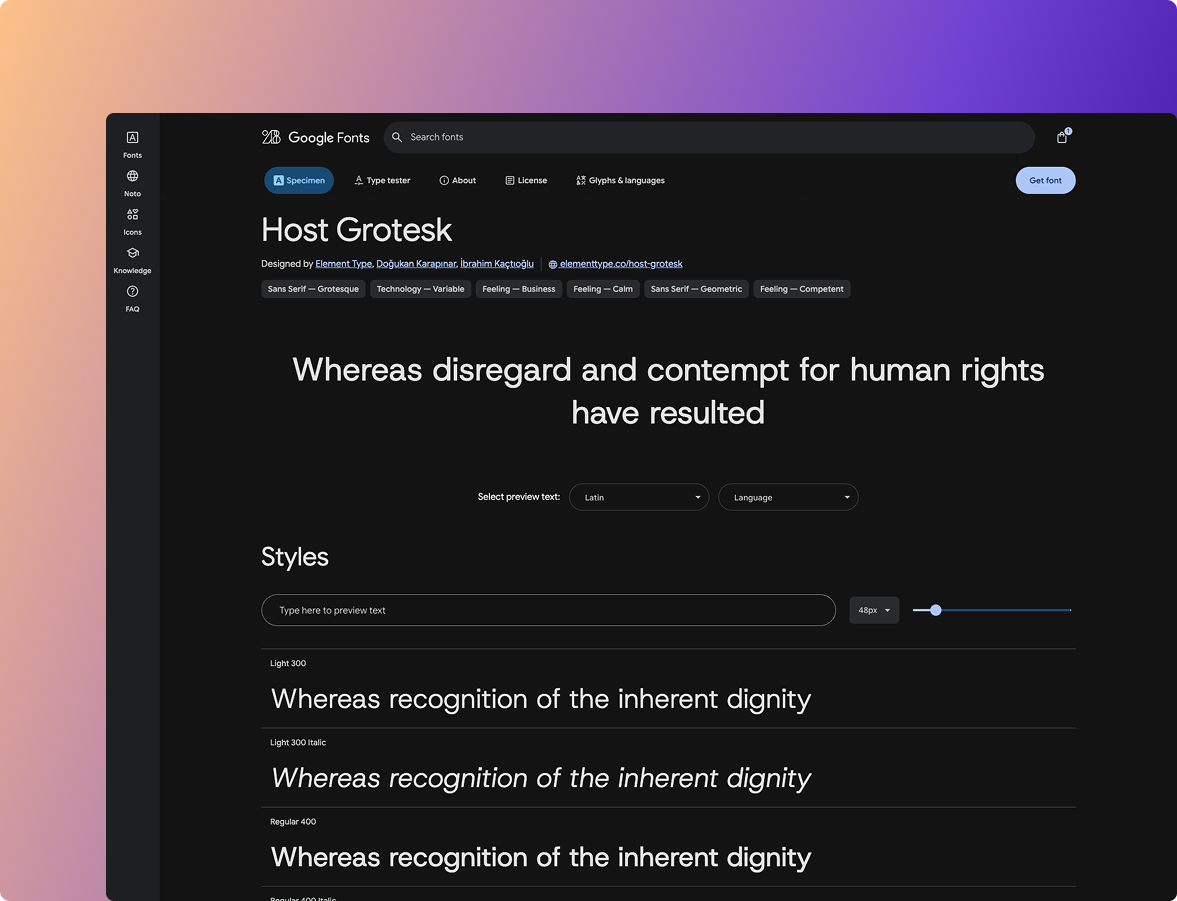 Fonts
Noto
Icons
Knowledge
FAQ
Google Fonts
Search fonts
1
Specimen
Type tester
About
License
Glyphs & languages
Get font
Host Grotesk
Designed by Element Type, Doğukan Karapınar, İbrahim Kaçtıoğlu | elementtype.co/host-grotesk
Sans Serif — Grotesque
Technology — Variable
Feeling — Business
Feeling — Calm
Sans Serif — Geometric
Feeling — Competent
Whereas disregard and contempt for human rights
have resulted
Select preview text:
Latin
Language
Styles
Type here to preview text
48px
Light 300
Whereas recognition of the inherent dignity
Light 300 Italic
Whereas recognition of the inherent dignity
Regular 400
Whereas recognition of the inherent dignity
Regular 400 Italic